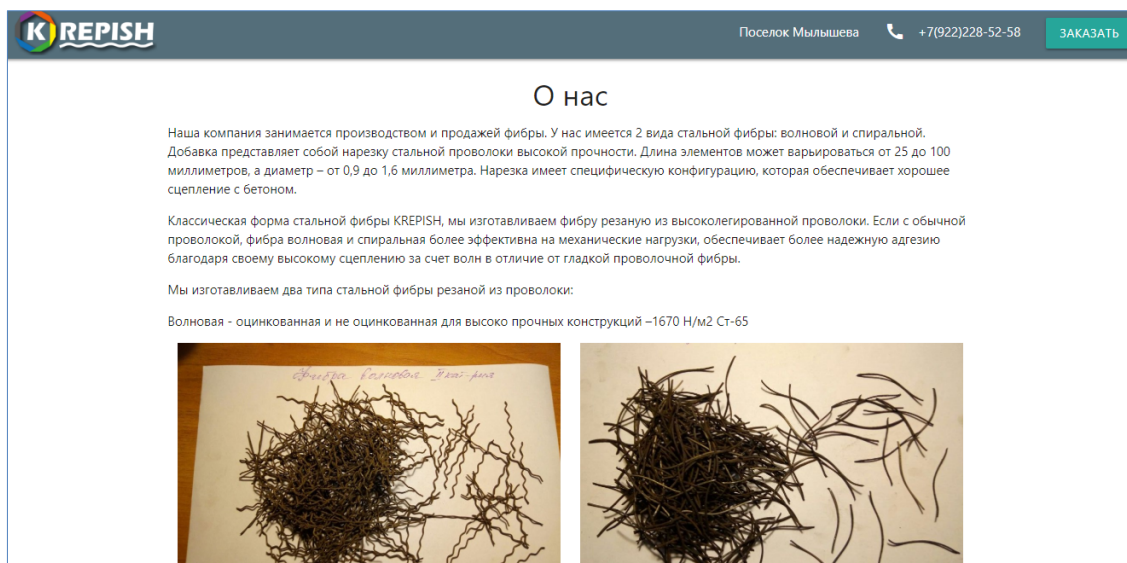 KREPISH
Поселок Мылышева
+7(922)228-52-58
ЗАКАЗАТЬ
О нас
Наша компания занимается производством и продажей фибры. У нас имеется 2 вида стальной фибры: волновой и спиральной.
Добавка представляет собой нарезку стальной проволоки высокой прочности. Длина элементов может варьироваться от 25 до 100
миллиметров, а диаметр – от 0,9 до 1,6 миллиметра. Нарезка имеет специфическую конфигурацию, которая обеспечивает хорошее
сцепление с бетоном.
Классическая форма стальной фибры KREPISH, мы изготавливаем фибру резаную из высоколегированной проволоки. Если с обычной
проволокой, фибра волновая и спиральная более эффективна на механические нагрузки, обеспечивает более надежную адгезию
благодаря своему высокому сцеплению за счет волн в отличие от гладкой проволочной фибры.
Мы изготавливаем два типа стальной фибры резаной из проволоки:
Волновая - оцинкованная и не оцинкованная для высоко прочных конструкций –1670 Н/м2 Ст-65
Фибра волновая